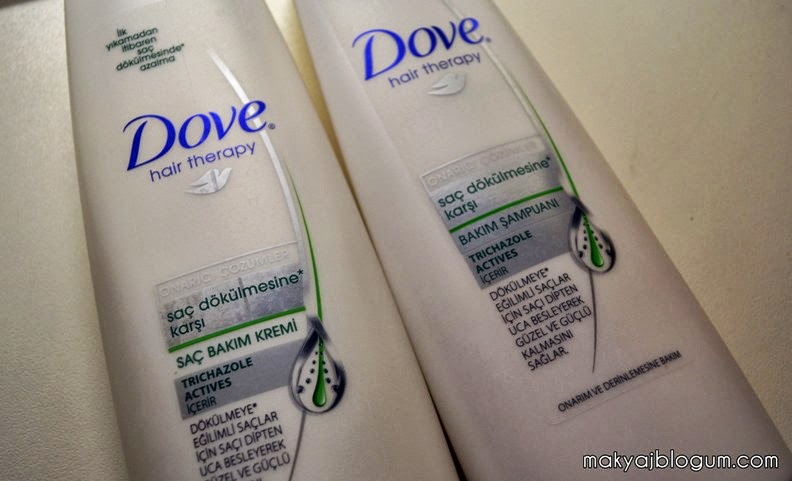 İlk
yıkamadan
itibaren
saç
dökülmesinde*
azalma
Dove®
hair therapy
ONARICI ÇÖZÜMLER
saç dökülmesine*
karşı
SAÇ BAKIM KREMİ
TRICHAZOLE
ACTIVES
İÇERİR
DÖKÜLMEYE*
EĞİLİMLİ SAÇLAR
İÇİN SAÇI DİPTEN
UCA BESLEYEREK
GÜZEL VE GÜÇLÜ
KALMASINI
Dove®
hair therapy
ONARICI ÇÖZÜMLER
saç dökülmesine*
karşı
BAKIM ŞAMPUANI
TRICHAZOLE
ACTIVES
İÇERİR
DÖKÜLMEYE*
EĞİLİMLİ SAÇLAR
İÇİN SAÇI DİPTEN
UCA BESLEYEREK
GÜZEL VE GÜÇLÜ
KALMASINI
SAĞLAR.
ONARIM VE DERİNLEMESİNE BAKIM
makyajblogum.com